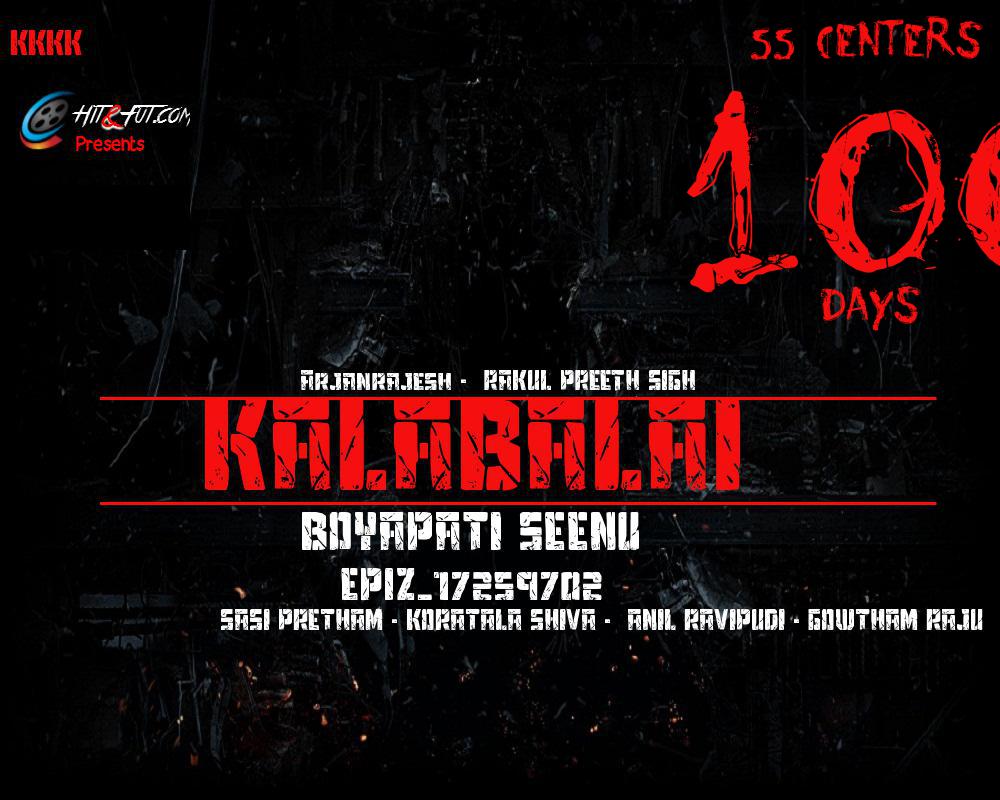 KKKK
55 CENTERS
HIT&FUT.COM
Presents
100
DAYS
ARJANRAJESH - RAKUL PREETH SIGH
KALABALAI
BOYAPATI SEENU
EPIZ_17259702
SASI PRETHAM - KORATALA SHIVA - ANIL RAVIPUDI - GOWTHAM RAJU